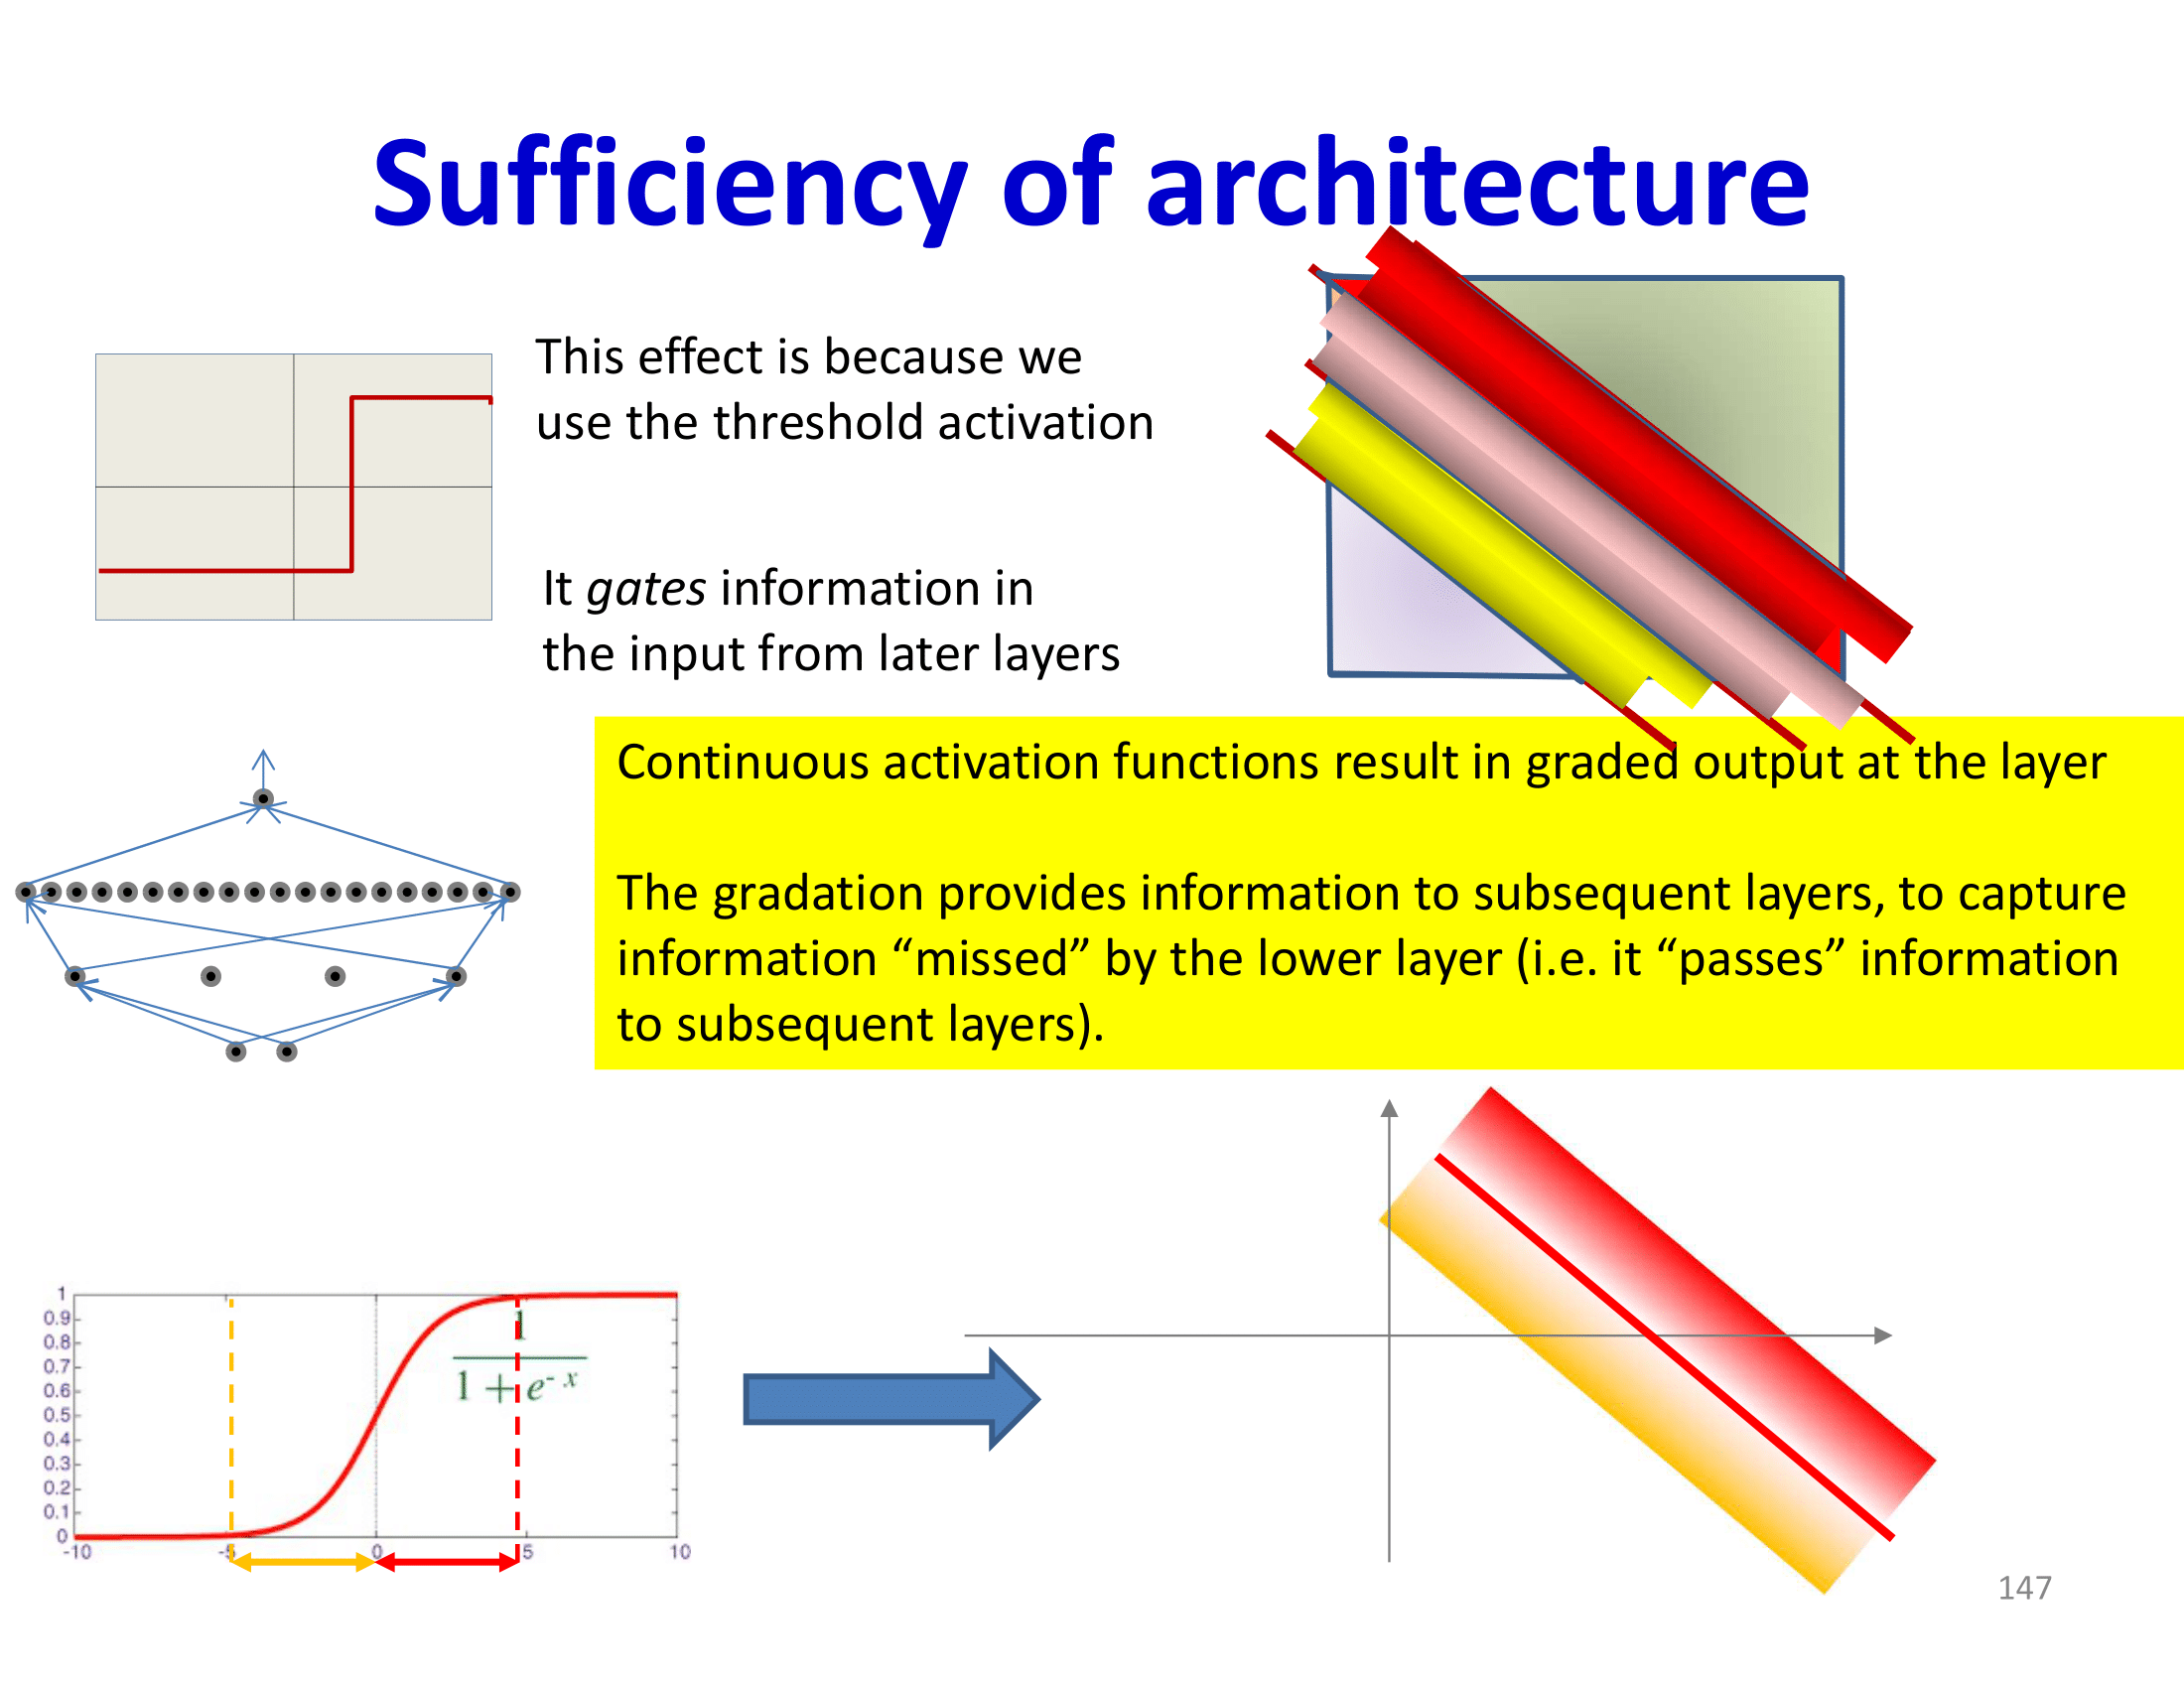 Sufficiency of architecture
This effect is because we
use the threshold activation
It gates information in
the input from later layers
Continuous activation functions result in graded output at the layer
The gradation provides information to subsequent layers, to capture
information “missed” by the lower layer (i.e. it “passes” information
to subsequent layers).
1
0.9
0.8
0.7
0.6
0.5
0.4
0.3
0.2
0.1
0
-10
-5
0
5
10
1
1 + e- x
147